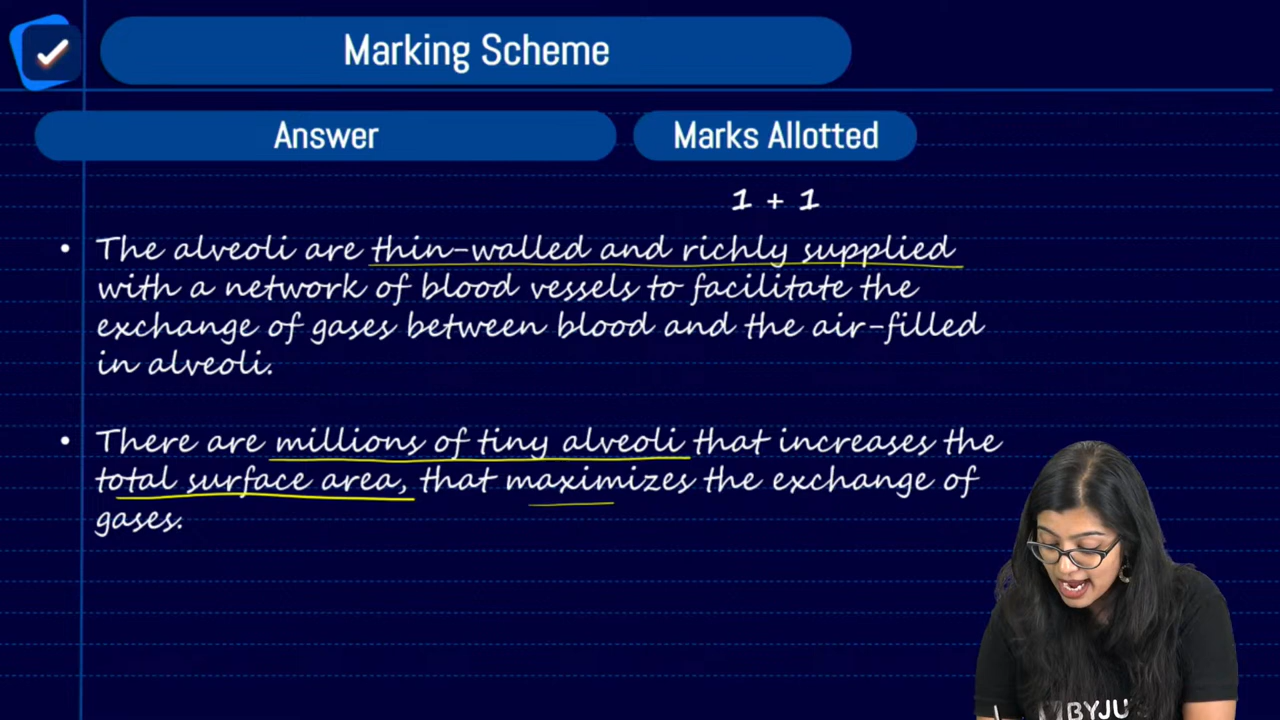 Marking Scheme
Answer
Marks Allotted
1 + 1
• The alveoli are thin-walled and richly supplied
with a network of blood vessels to facilitate the
exchange of gases between blood and the air-filled
in alveoli.
• There are millions of tiny alveoli that increases the
total surface area, that maximizes the exchange of
gases.
BYJU